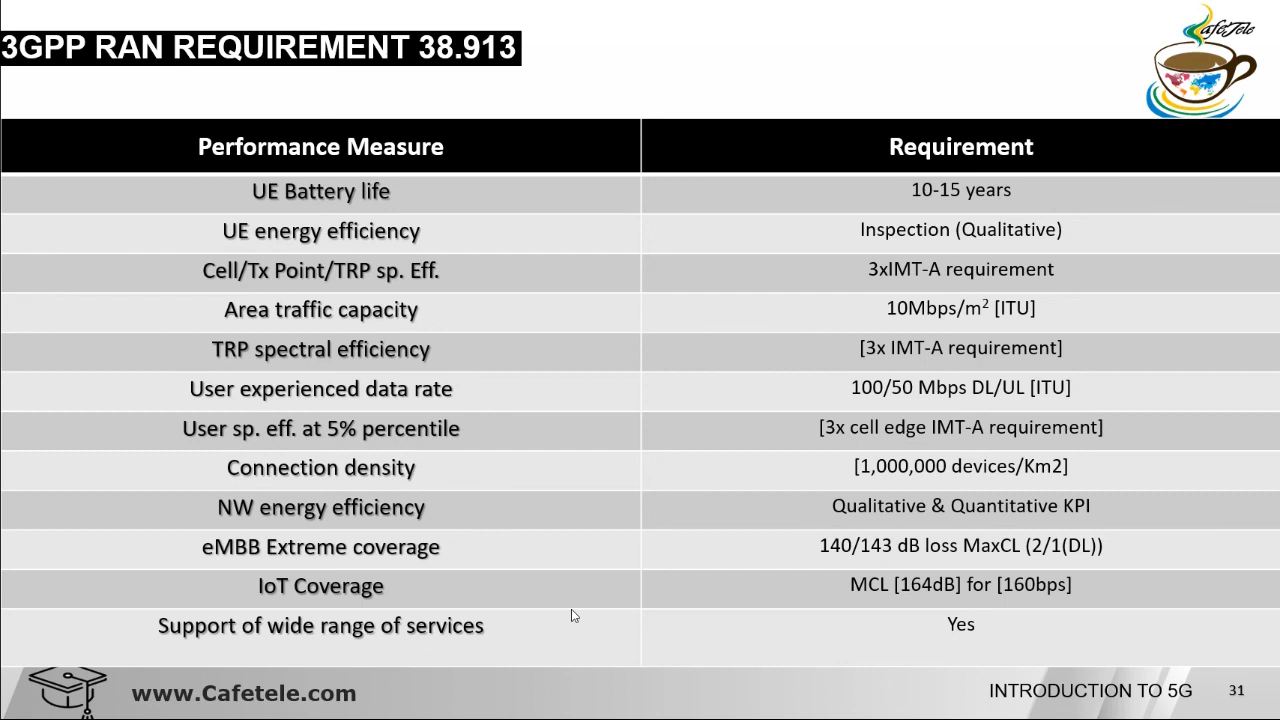 3GPP RAN REQUIREMENT 38.913
CafeTele
Performance Measure Requirement
UE Battery life 10-15 years
UE energy efficiency Inspection (Qualitative)
Cell/Tx Point/TRP sp. Eff. 3xIMT-A requirement
Area traffic capacity 10Mbps/m² [ITU]
TRP spectral efficiency [3x IMT-A requirement]
User experienced data rate 100/50 Mbps DL/UL [ITU]
User sp. eff. at 5% percentile [3x cell edge IMT-A requirement]
Connection density [1,000,000 devices/Km2]
NW energy efficiency Qualitative & Quantitative KPI
eMBB Extreme coverage 140/143 dB loss MaxCL (2/1(DL))
IoT Coverage MCL [164dB] for [160bps]
Support of wide range of services Yes
www.Cafetele.com INTRODUCTION TO 5G 31